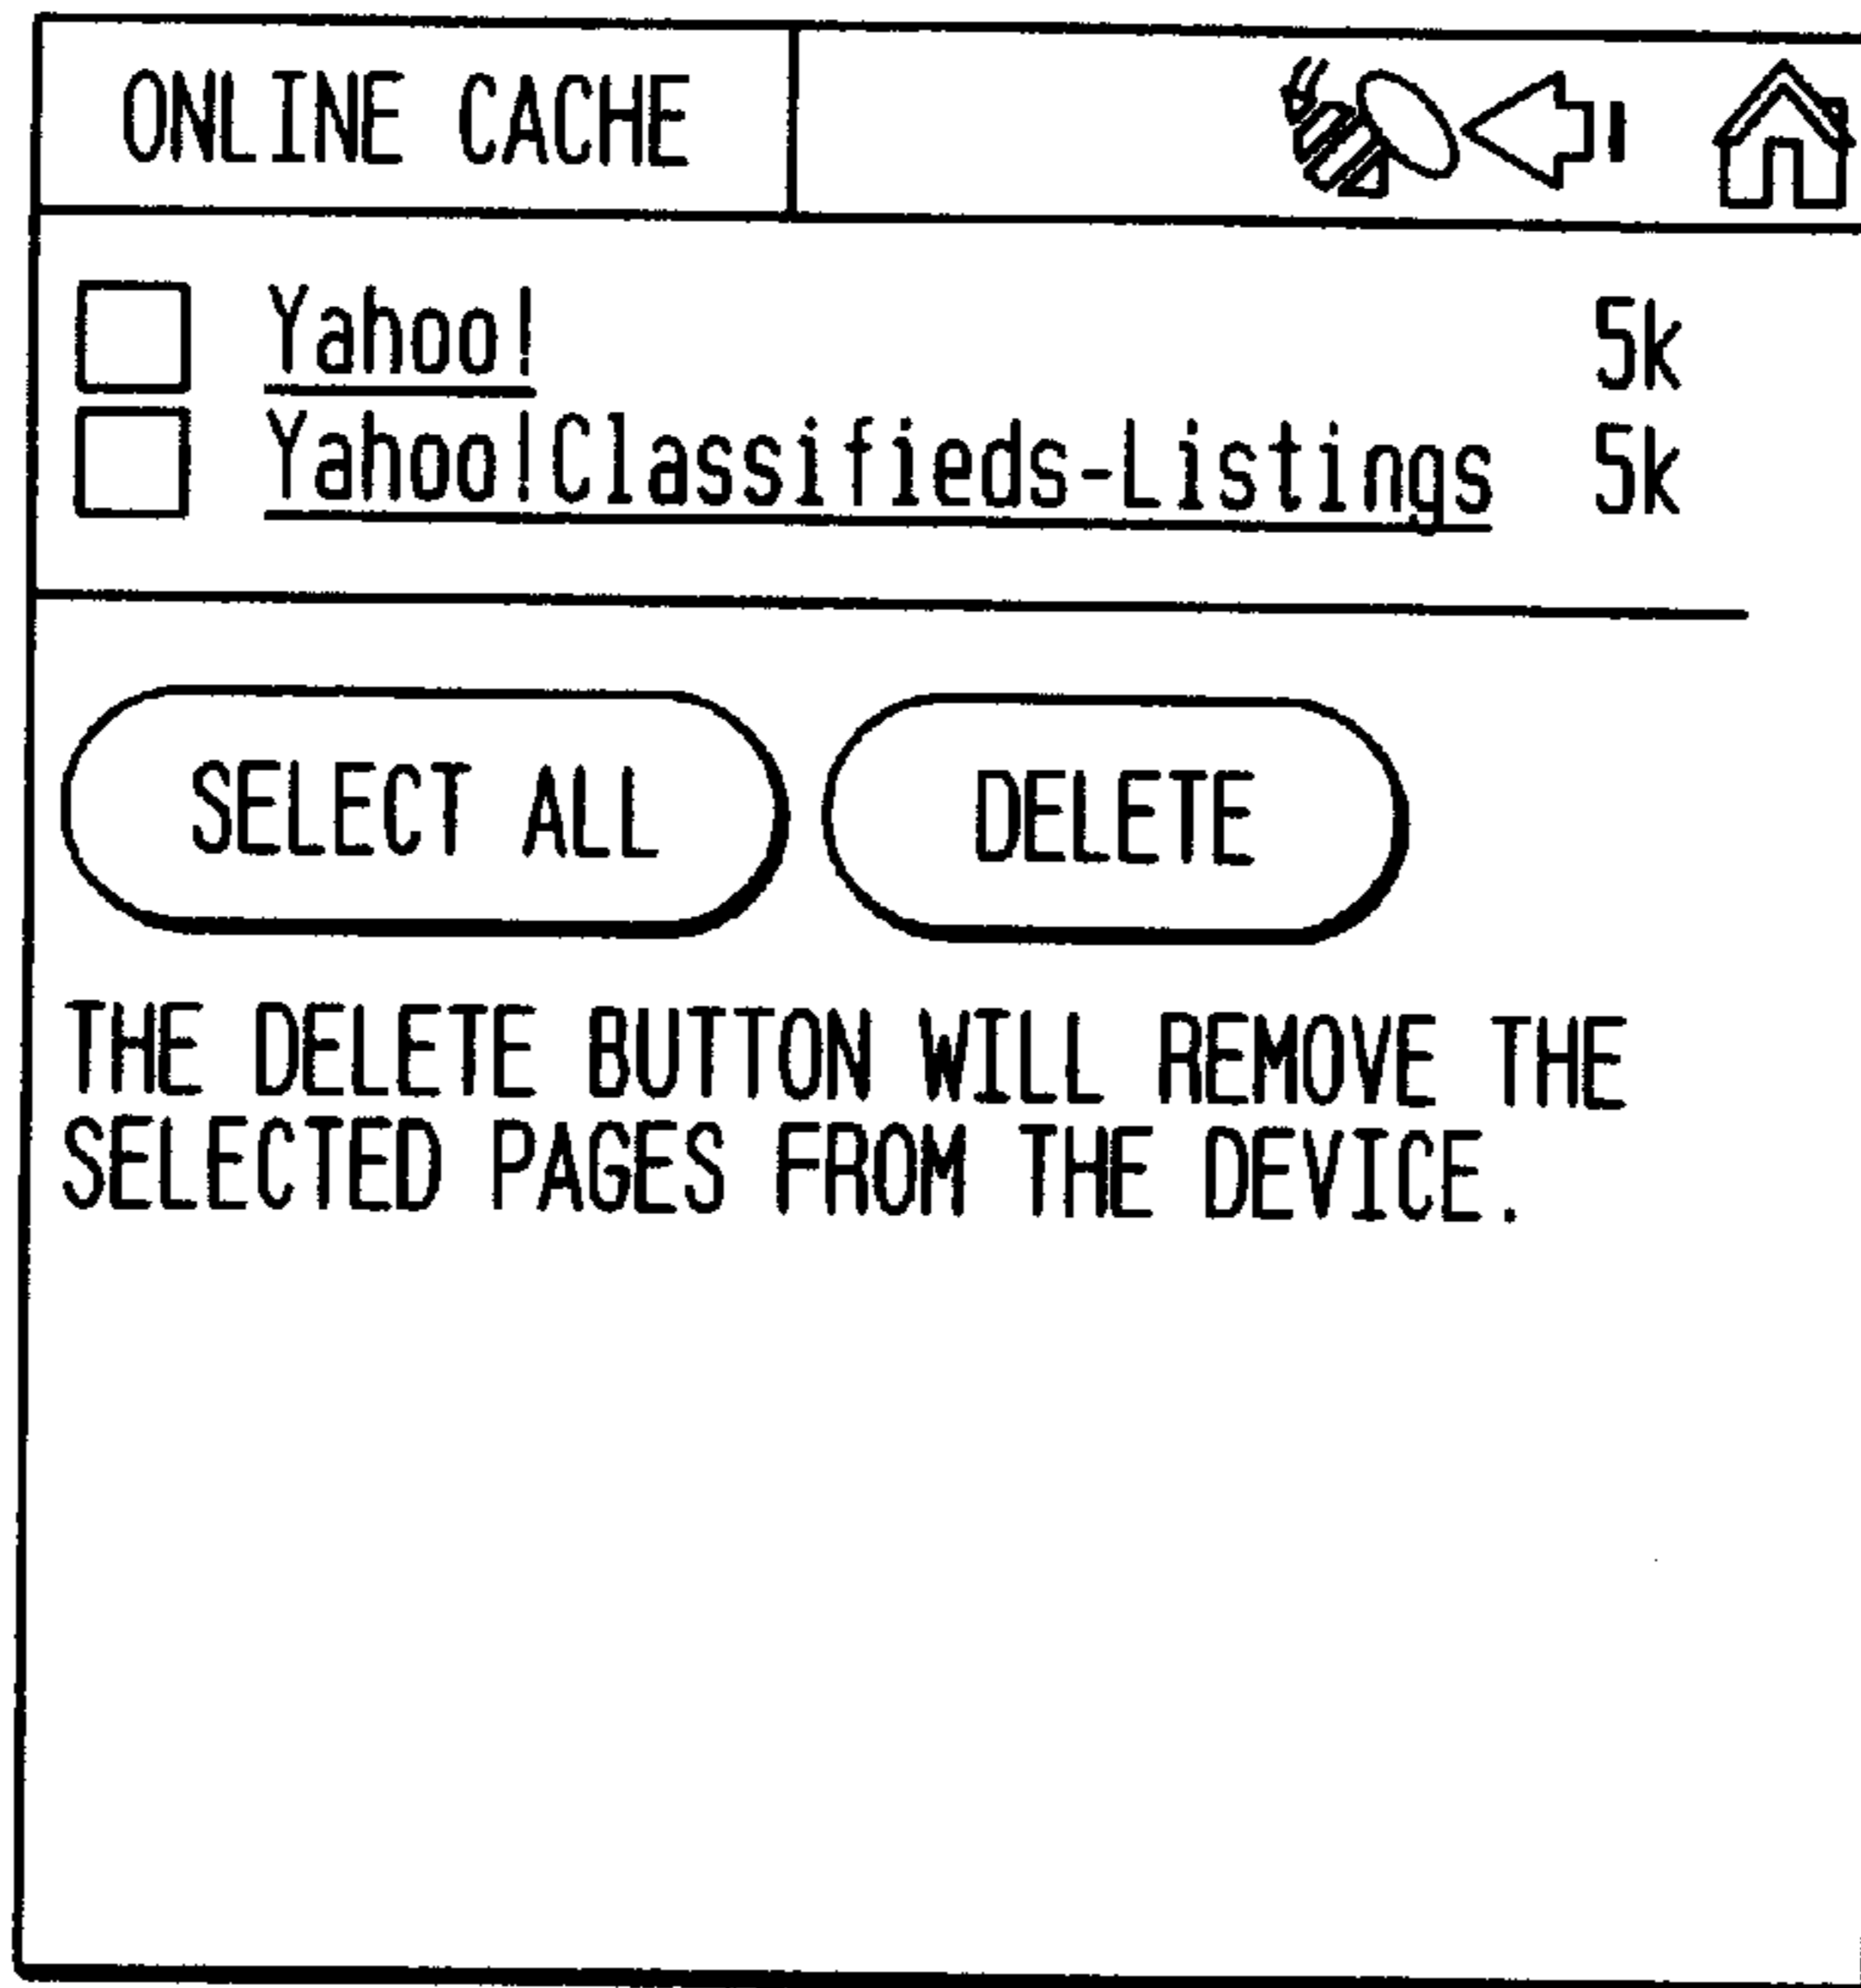 ONLINE CACHE
Yahoo! 5k
Yahoo!Classifieds-Listings 5k
SELECT ALL DELETE
THE DELETE BUTTON WILL REMOVE THE
SELECTED PAGES FROM THE DEVICE.